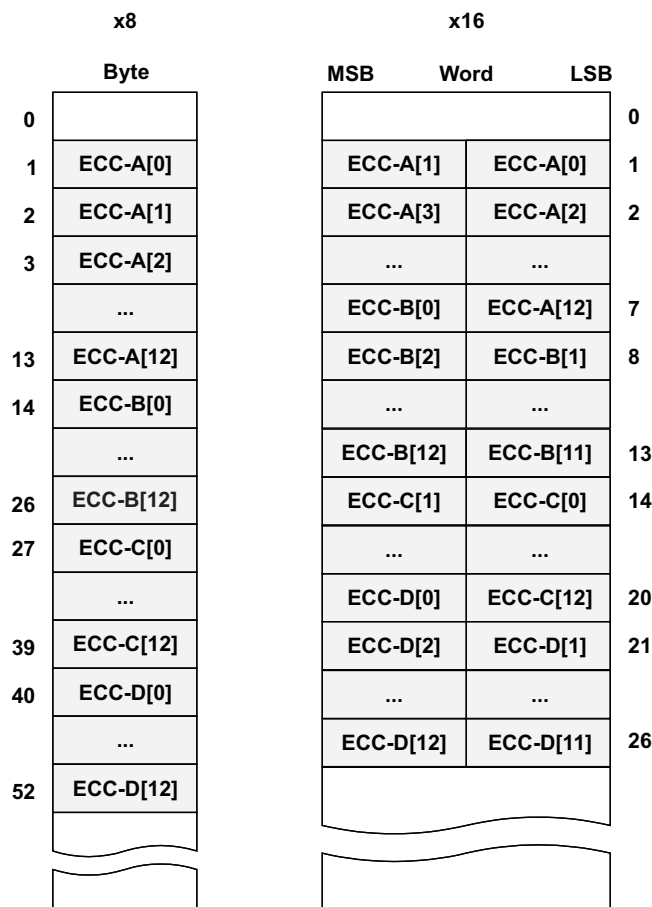 x8
x16
Byte
MSB Word LSB
0 0
1 ECC-A[0] ECC-A[1] ECC-A[0] 1
2 ECC-A[1] ECC-A[3] ECC-A[2] 2
3 ECC-A[2] ... ...
... ECC-B[0] ECC-A[12] 7
13 ECC-A[12] ECC-B[2] ECC-B[1] 8
14 ECC-B[0] ... ...
... ECC-B[12] ECC-B[11] 13
26 ECC-B[12] ECC-C[1] ECC-C[0] 14
27 ECC-C[0] ... ...
... ECC-D[0] ECC-C[12] 20
39 ECC-C[12] ECC-D[2] ECC-D[1] 21
40 ECC-D[0] ... ...
... ECC-D[12] ECC-D[11] 26
52 ECC-D[12]